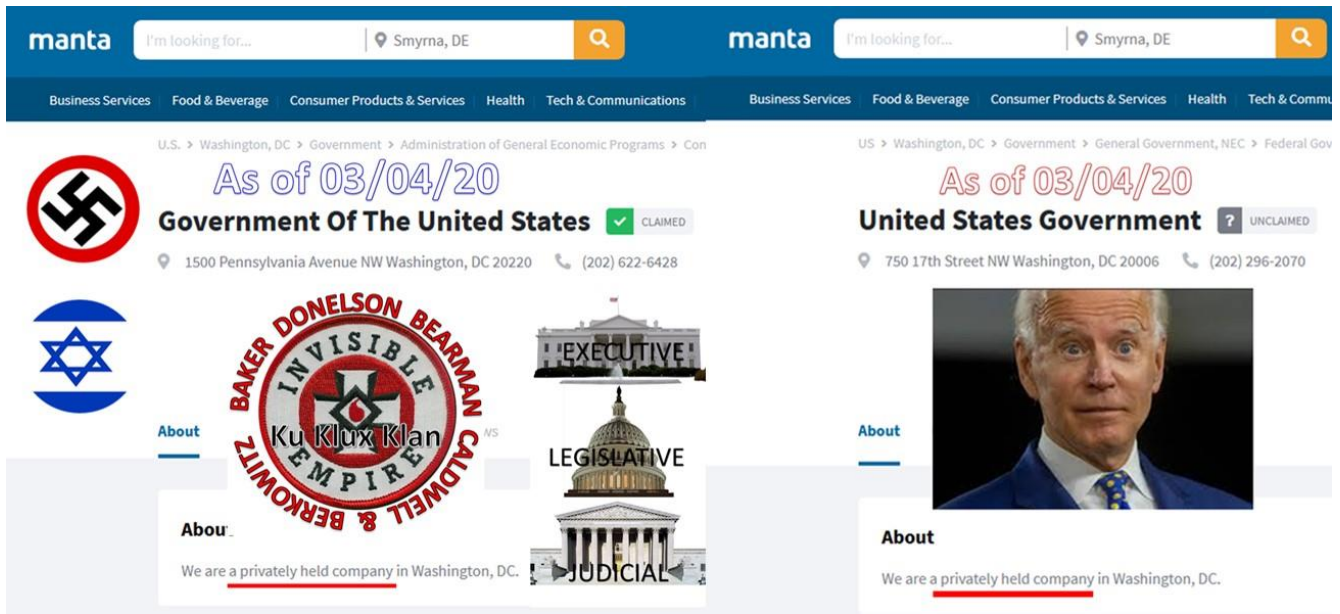 manta
I'm looking for...
Smyrna, DE
Business Services Food & Beverage Consumer Products & Services Health Tech & Communications
U.S. > Washington, DC > Government > Administration of General Economic Programs > Con
As of 03/04/20
Government Of The United States CLAIMED
1500 Pennsylvania Avenue NW Washington, DC 20220 (202) 622-6428
BAKER DONELSON BEARMAN CALDWELL & BERKOWITZ
INVISIBLE
Ku Klux Klan
EMPIRE
EXECUTIVE
LEGISLATIVE
JUDICIAL
About
ws
About
We are a privately held company in Washington, DC.
manta
I'm looking for...
Smyrna, DE
Business Services Food & Beverage Consumer Products & Services Health Tech & Commu
US > Washington, DC > Government > General Government, NEC > Federal Gov
As of 03/04/20
United States Government ? UNCLAIMED
750 17th Street NW Washington, DC 20006 (202) 296-2070
About
About
We are a privately held company in Washington, DC.